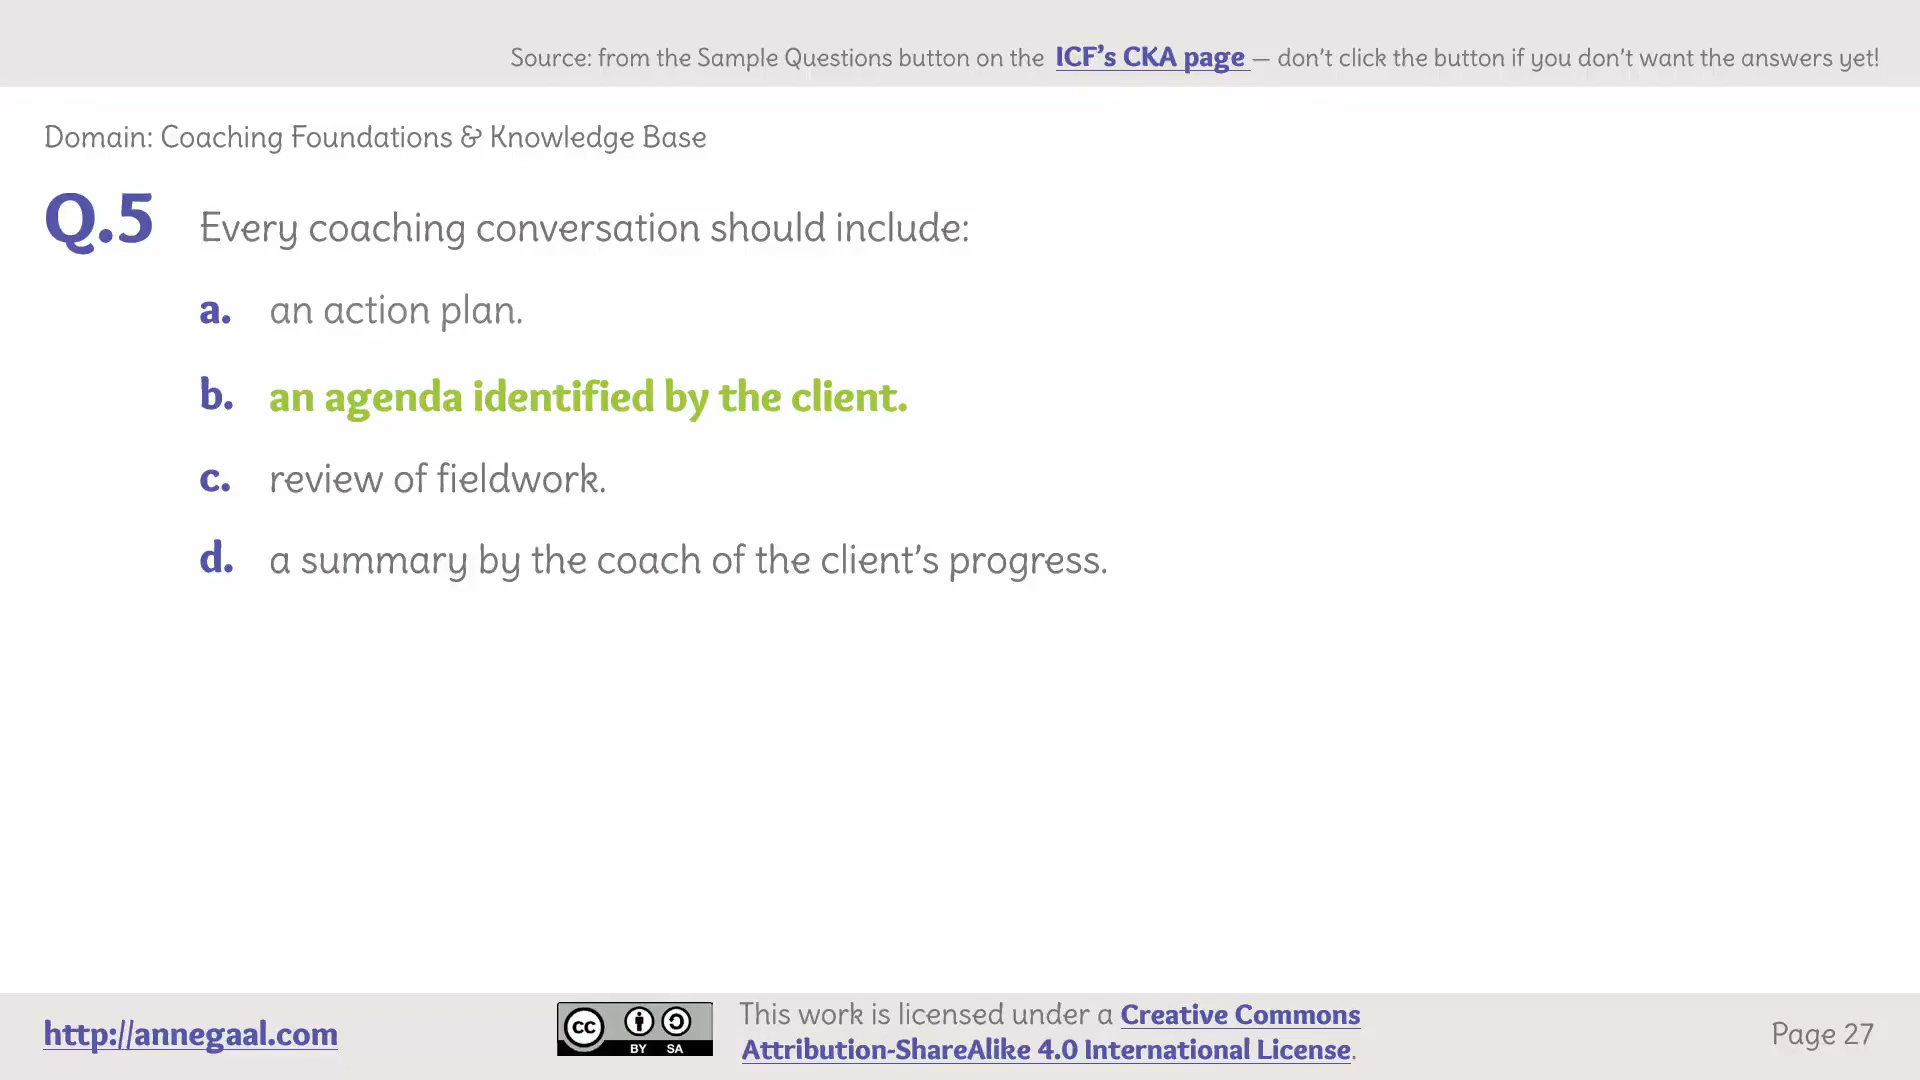 Source: from the Sample Questions button on the ICF’s CKA page — don’t click the button if you don’t want the answers yet!
Domain: Coaching Foundations & Knowledge Base
Q.5 Every coaching conversation should include:
a. an action plan.
b. an agenda identified by the client.
c. review of fieldwork.
d. a summary by the coach of the client’s progress.
http://annegaal.com
cc BY SA
This work is licensed under a Creative Commons
Attribution-ShareAlike 4.0 International License.
Page 27